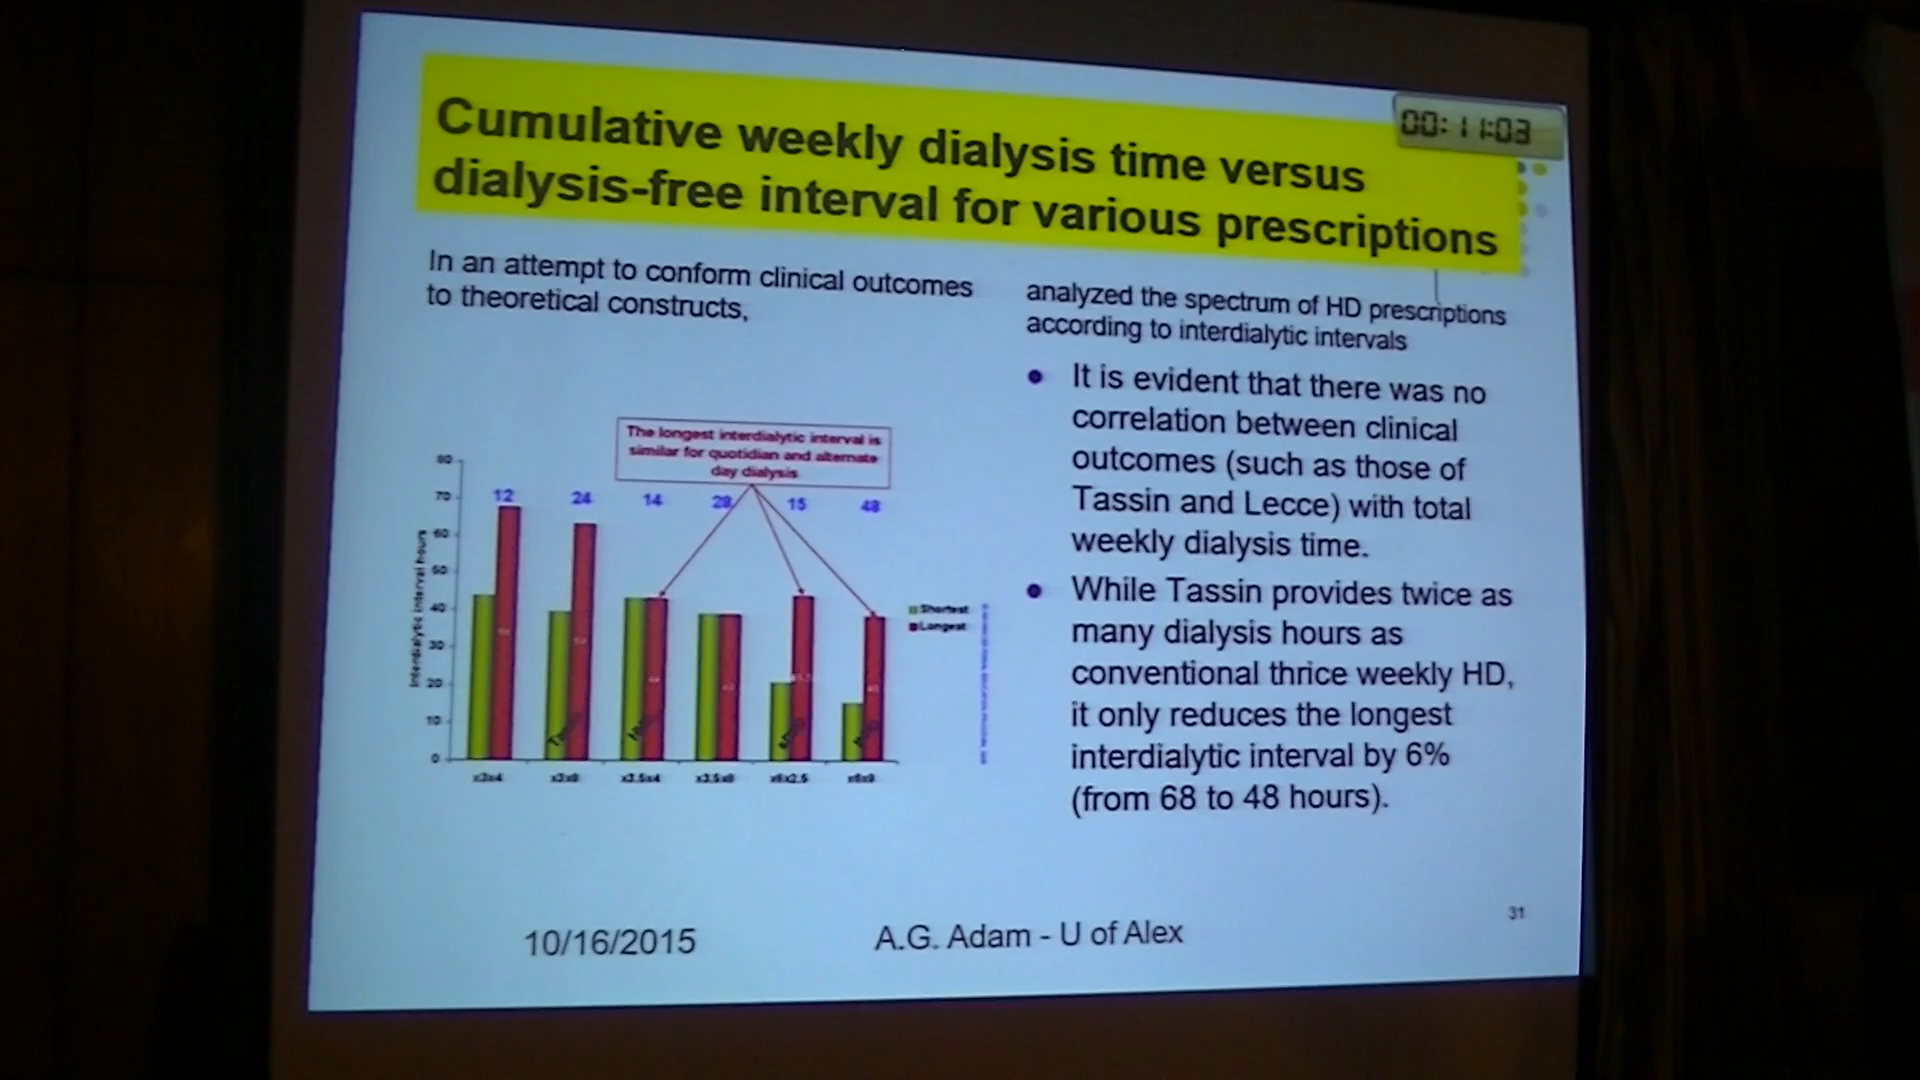 00:11:03
Cumulative weekly dialysis time versus
dialysis-free interval for various prescriptions
In an attempt to conform clinical outcomes
to theoretical constructs,
The longest interdialytic interval is
similar for quotidian and alternate
day dialysis
12 24 14 28 15 48
Interdialytic interval hours
80
70
60
50
40
30
20
10
0
x3x4 x3x8 x3.5x4 x3.5x8 x6x2.5 x6x8
Shortest
Longest
analyzed the spectrum of HD prescriptions
according to interdialytic intervals
• It is evident that there was no
correlation between clinical
outcomes (such as those of
Tassin and Lecce) with total
weekly dialysis time.
• While Tassin provides twice as
many dialysis hours as
conventional thrice weekly HD,
it only reduces the longest
interdialytic interval by 6%
(from 68 to 48 hours).
10/16/2015
A.G. Adam - U of Alex
31